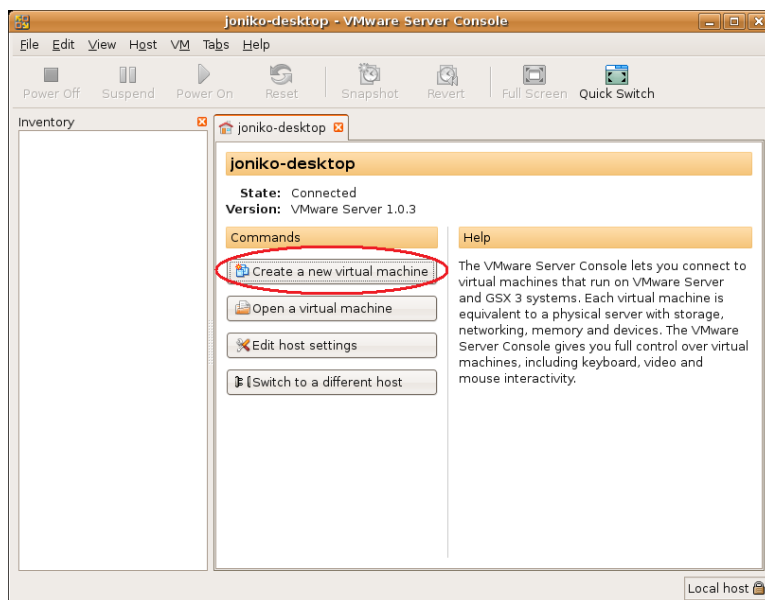 joniko-desktop - VMware Server Console
File Edit View Host VM Tabs Help
Power Off Suspend Power On Reset Snapshot Revert Full Screen Quick Switch
Inventory
joniko-desktop
joniko-desktop
State: Connected
Version: VMware Server 1.0.3
Commands
Create a new virtual machine
Open a virtual machine
Edit host settings
Switch to a different host
Help
The VMware Server Console lets you connect to
virtual machines that run on VMware Server
and GSX 3 systems. Each virtual machine is
equivalent to a physical server with storage,
networking, memory and devices. The VMware
Server Console gives you full control over virtual
machines, including keyboard, video and
mouse interactivity.
Local host